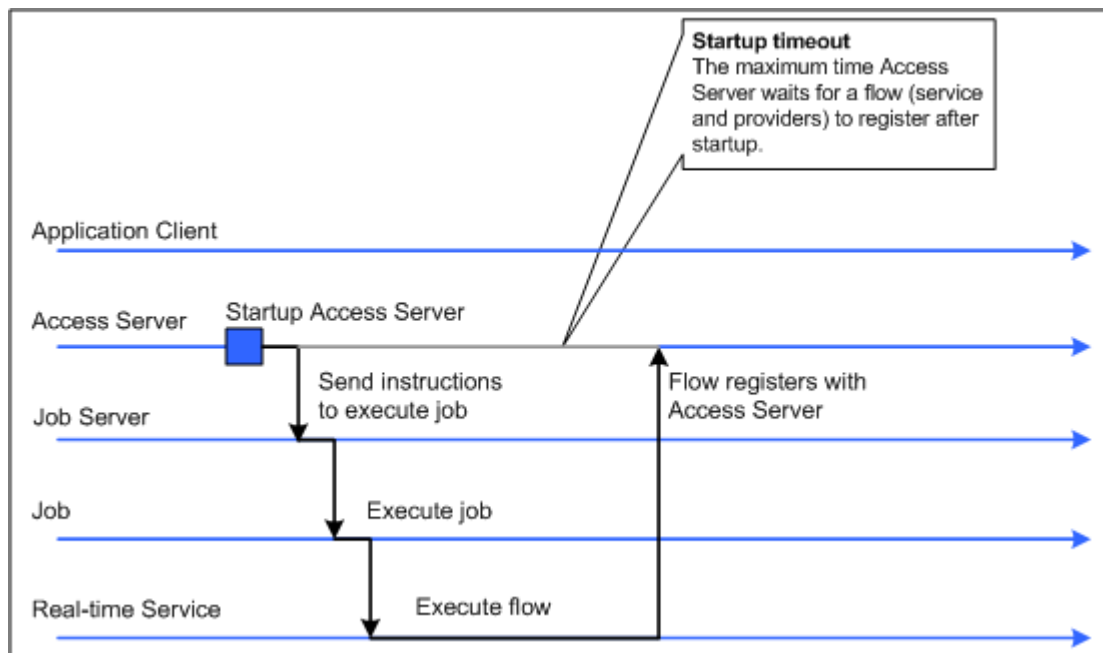 Startup timeout
The maximum time Access
Server waits for a flow (service
and providers) to register after
startup.
Application Client
Access Server
Startup Access Server
Send instructions
to execute job
Flow registers with
Access Server
Job Server
Job
Execute job
Real-time Service
Execute flow